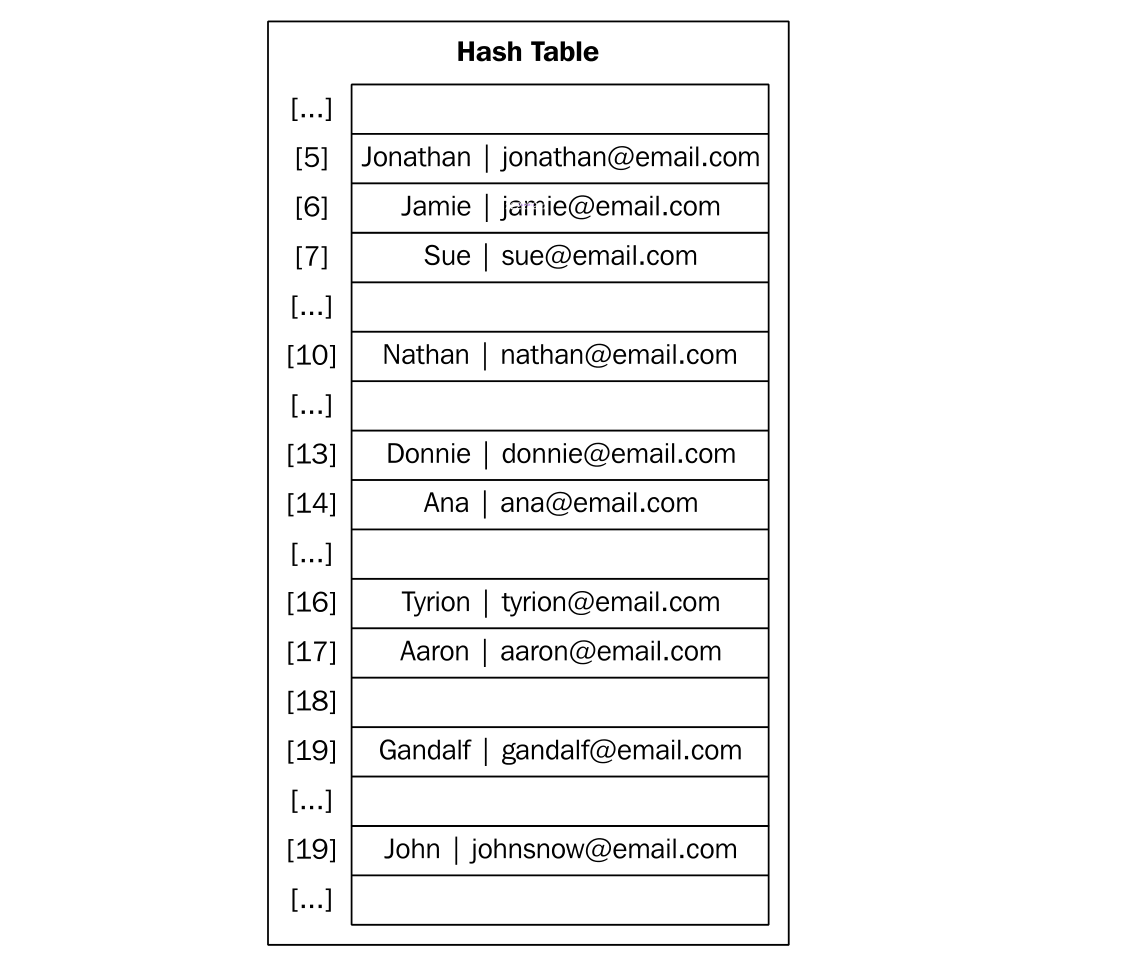 Hash Table
[...]
[5] Jonathan | jonathan@email.com
[6] Jamie | jamie@email.com
[7] Sue | sue@email.com
[...]
[10] Nathan | nathan@email.com
[...]
[13] Donnie | donnie@email.com
[14] Ana | ana@email.com
[...]
[16] Tyrion | tyrion@email.com
[17] Aaron | aaron@email.com
[18]
[19] Gandalf | gandalf@email.com
[...]
[19] John | johnsnow@email.com
[...]